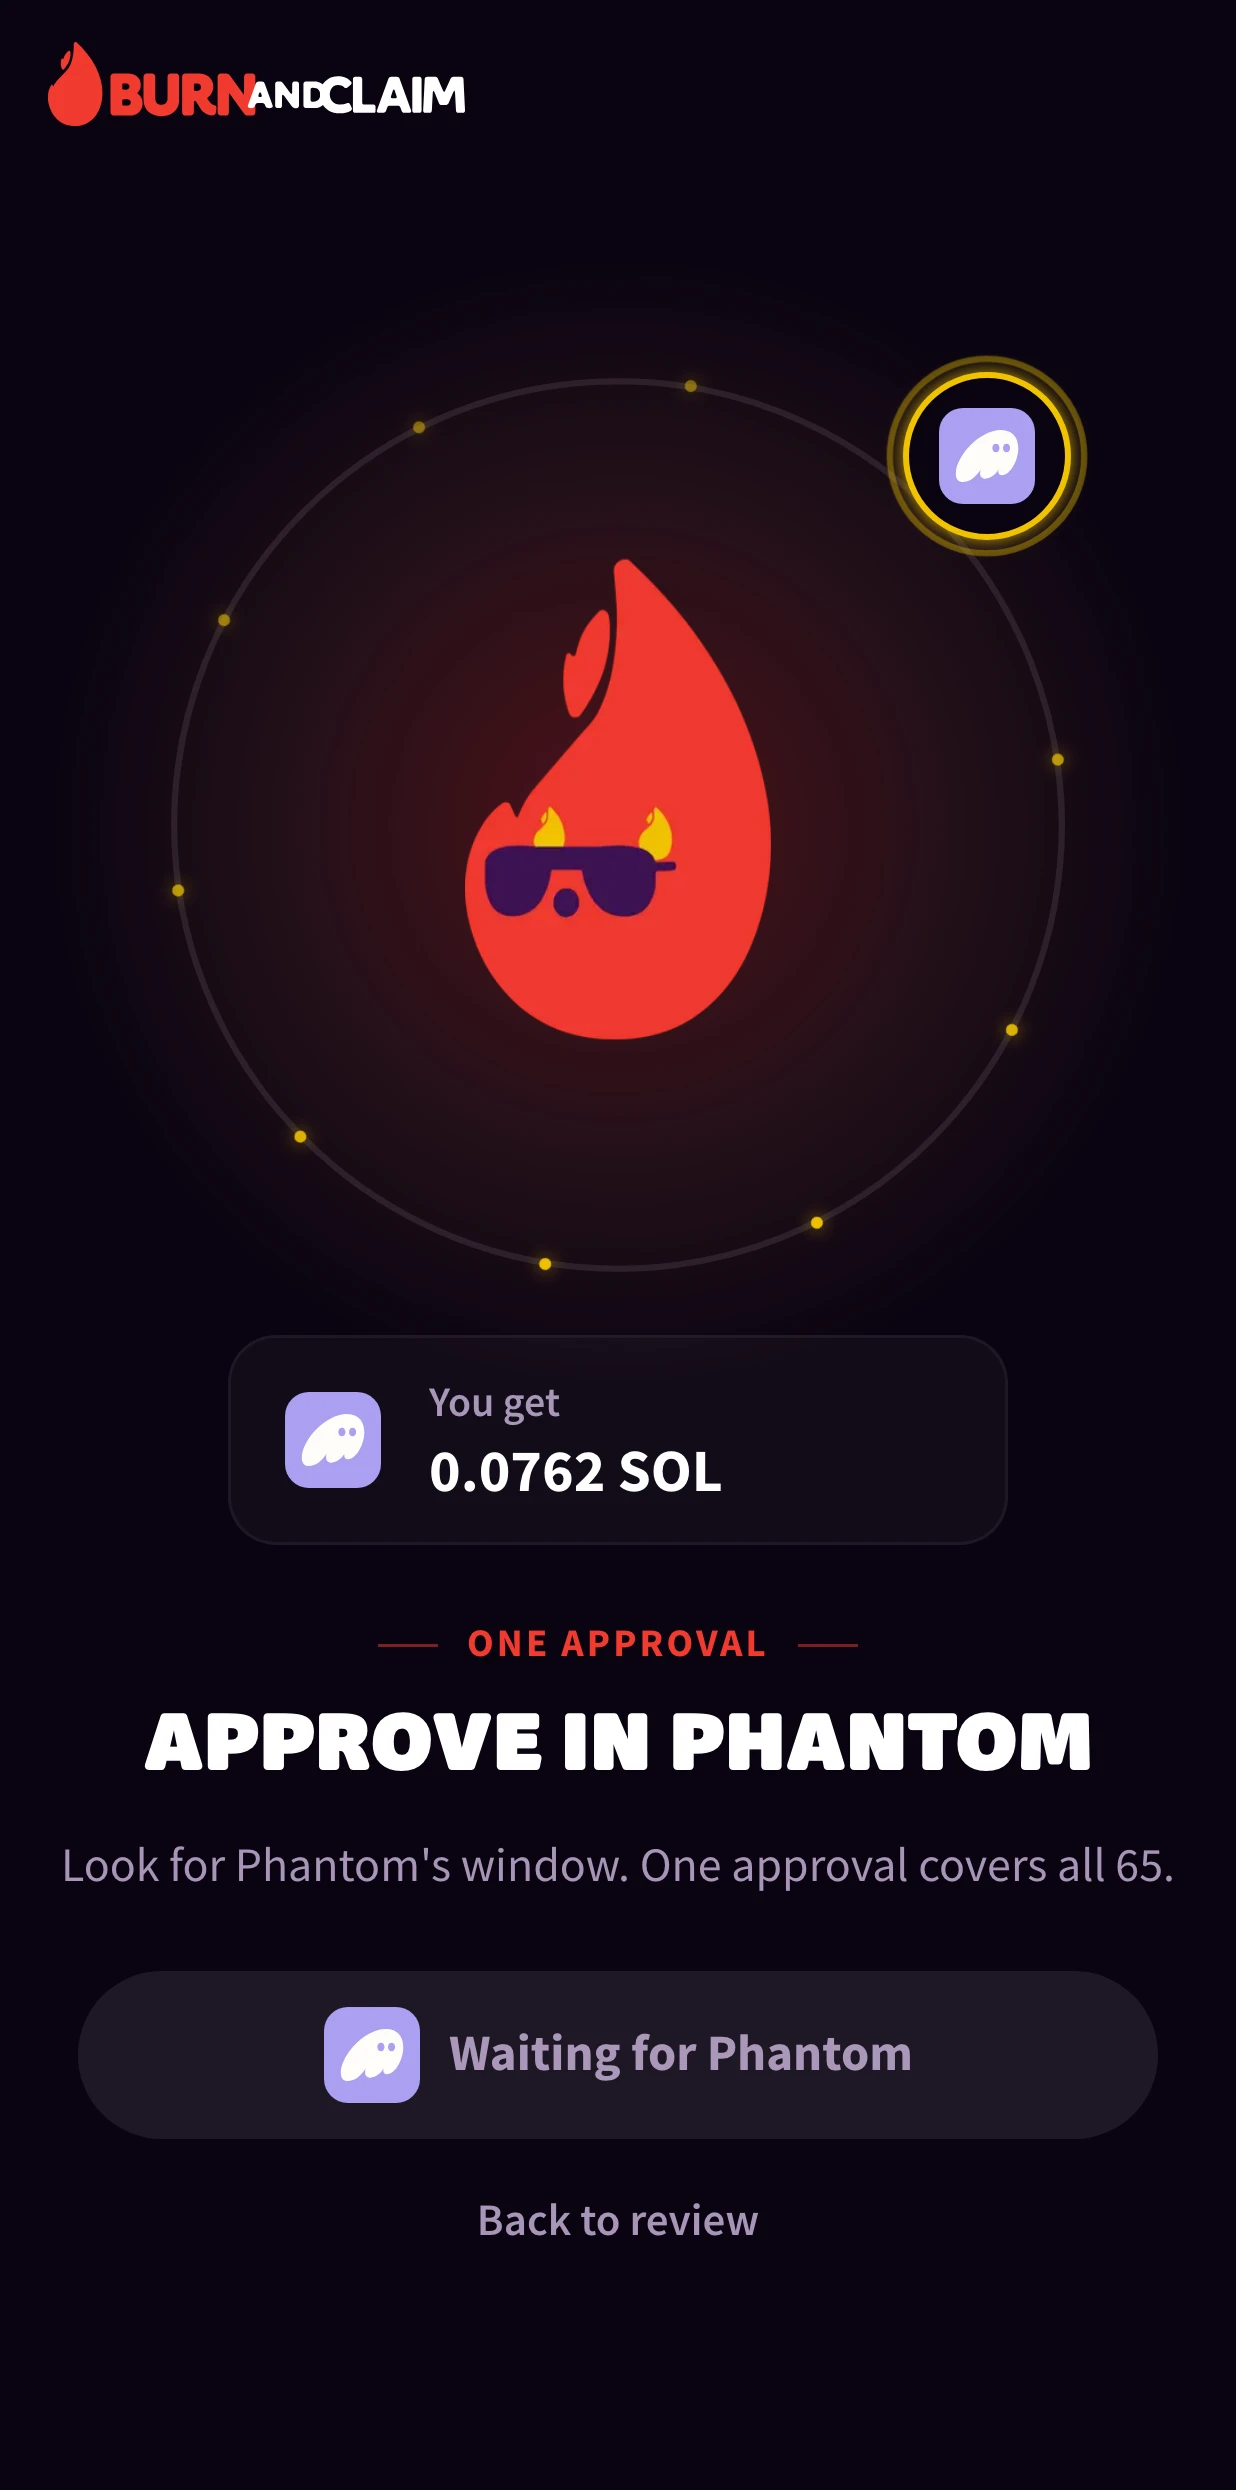 BURNANDCLAIM
You get
0.0762 SOL
ONE APPROVAL
APPROVE IN PHANTOM
Look for Phantom's window. One approval covers all 65.
Waiting for Phantom
Back to review